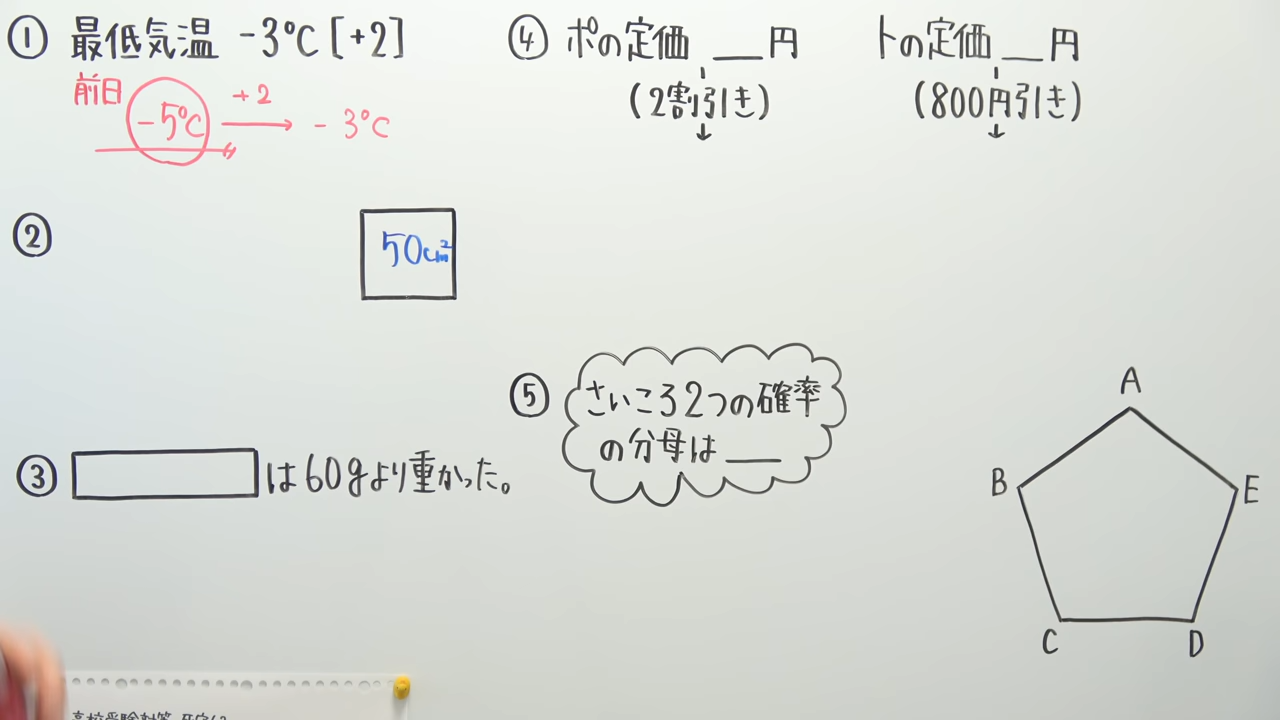 ① 最低気温 -3℃ [+2]
前日 -5℃ +2 → -3℃
② 50cm²
③ は60gより重かった。
④ ポの定価 __円 トの定価 __円
(2割引き) (800円引き)
↓ ↓
⑤ さいころ2つの確率
の分母は __
A
B E
C D